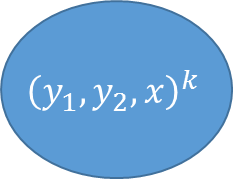 (y₁, y₂, x)ᵏ